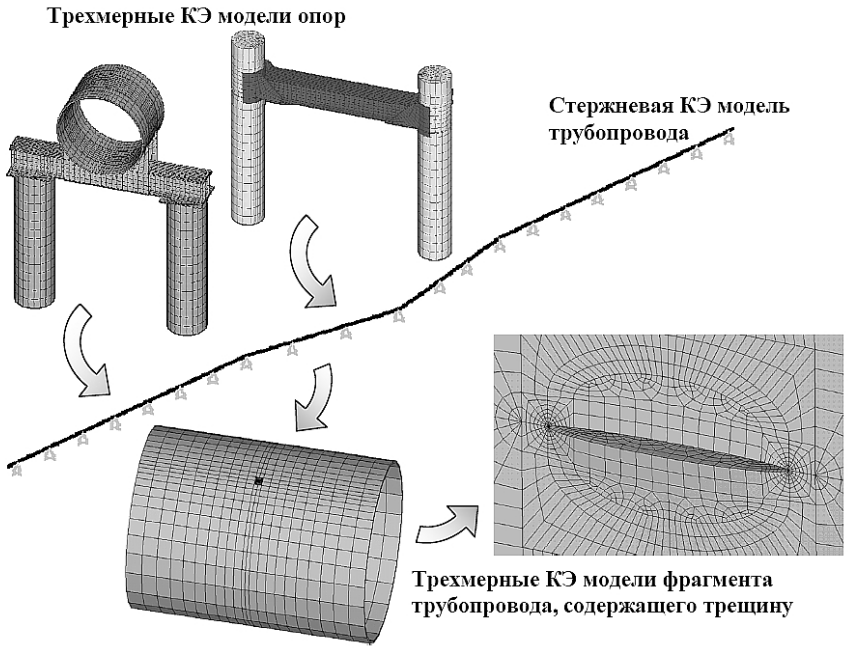 Трехмерные КЭ модели опор
Стержневая КЭ модель
трубопровода
Трехмерные КЭ модели фрагмента
трубопровода, содержащего трещину